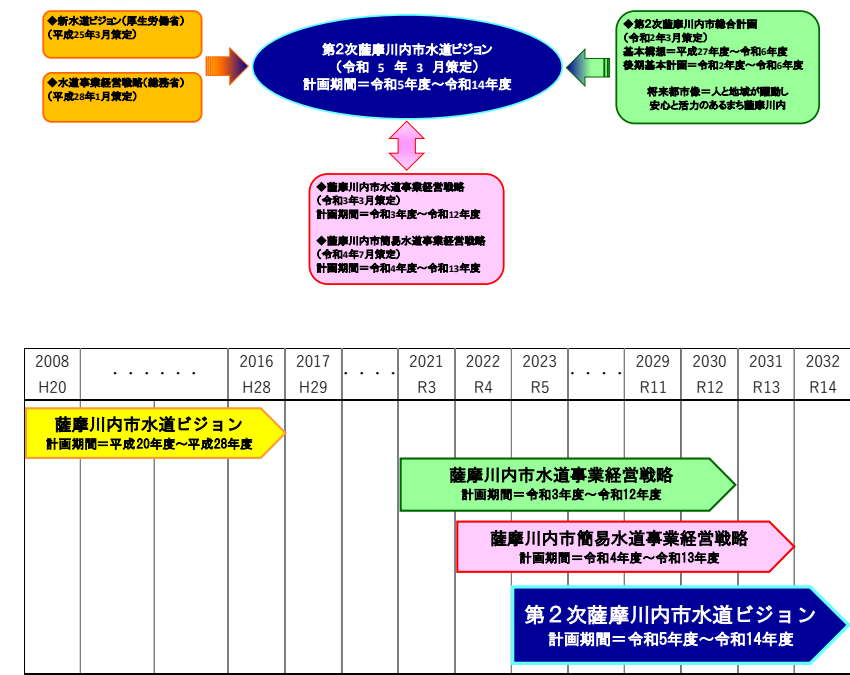 ◆新水道ビジョン(厚生労働省)
(平成25年3月策定)
◆水道事業経営戦略(総務省)
(平成28年1月策定)
第2次薩摩川内市水道ビジョン
(令和 5 年 3 月策定)
計画期間=令和5年度~令和14年度
◆第2次薩摩川内市総合計画
(令和2年3月策定)
基本構想=平成27年度~令和6年度
後期基本計画=令和2年度~令和6年度
将来都市像=人と地域が躍動し
安心と活力のあるまち薩摩川内
◆薩摩川内市水道事業経営戦略
(令和3年3月策定)
計画期間=令和3年度~令和12年度
◆薩摩川内市簡易水道事業経営戦略
(令和4年7月策定)
計画期間=令和4年度~令和13年度
2008 ・・・・・・ 2016 2017 ・・・・ 2021 2022 2023 ・・・・ 2029 2030 2031 2032
H20 H28 H29 R3 R4 R5 R11 R12 R13 R14
薩摩川内市水道ビジョン
計画期間=平成20年度~平成28年度
薩摩川内市水道事業経営戦略
計画期間=令和3年度~令和12年度
薩摩川内市簡易水道事業経営戦略
計画期間=令和4年度~令和13年度
第2次薩摩川内市水道ビジョン
計画期間=令和5年度~令和14年度